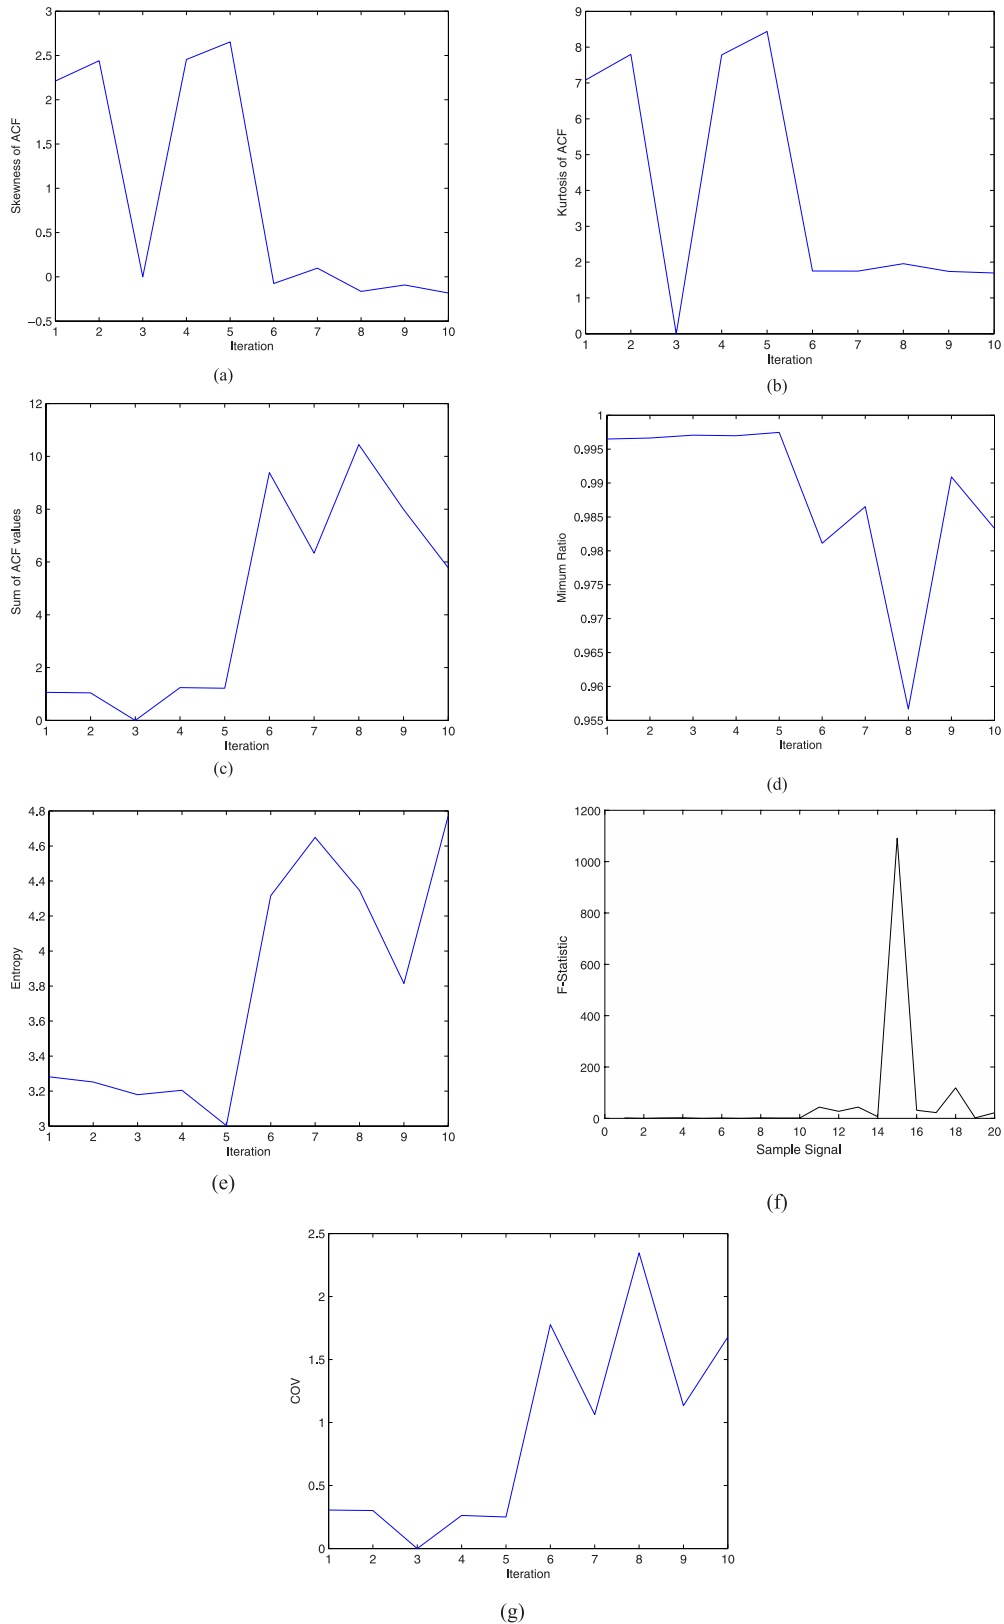 3
2.5
2
1.5
1
0.5
0
−0.5
Skewness of ACF
1 2 3 4 5 6 7 8 9 10
Iteration
(a)
9
8
7
6
5
4
3
2
1
0
Kurtosis of ACF
1 2 3 4 5 6 7 8 9 10
Iteration
(b)
12
10
8
6
4
2
0
Sum of ACF values
1 2 3 4 5 6 7 8 9 10
Iteration
(c)
1
0.995
0.99
0.985
0.98
0.975
0.97
0.965
0.96
0.955
Mimum Ratio
1 2 3 4 5 6 7 8 9 10
Iteration
(d)
4.8
4.6
4.4
4.2
4
3.8
3.6
3.4
3.2
3
Entropy
1 2 3 4 5 6 7 8 9 10
Iteration
(e)
1200
1000
800
600
400
200
0
F-Statistic
0 2 4 6 8 10 12 14 16 18 20
Sample Signal
(f)
2.5
2
1.5
1
0.5
0
COV
1 2 3 4 5 6 7 8 9 10
Iteration
(g)